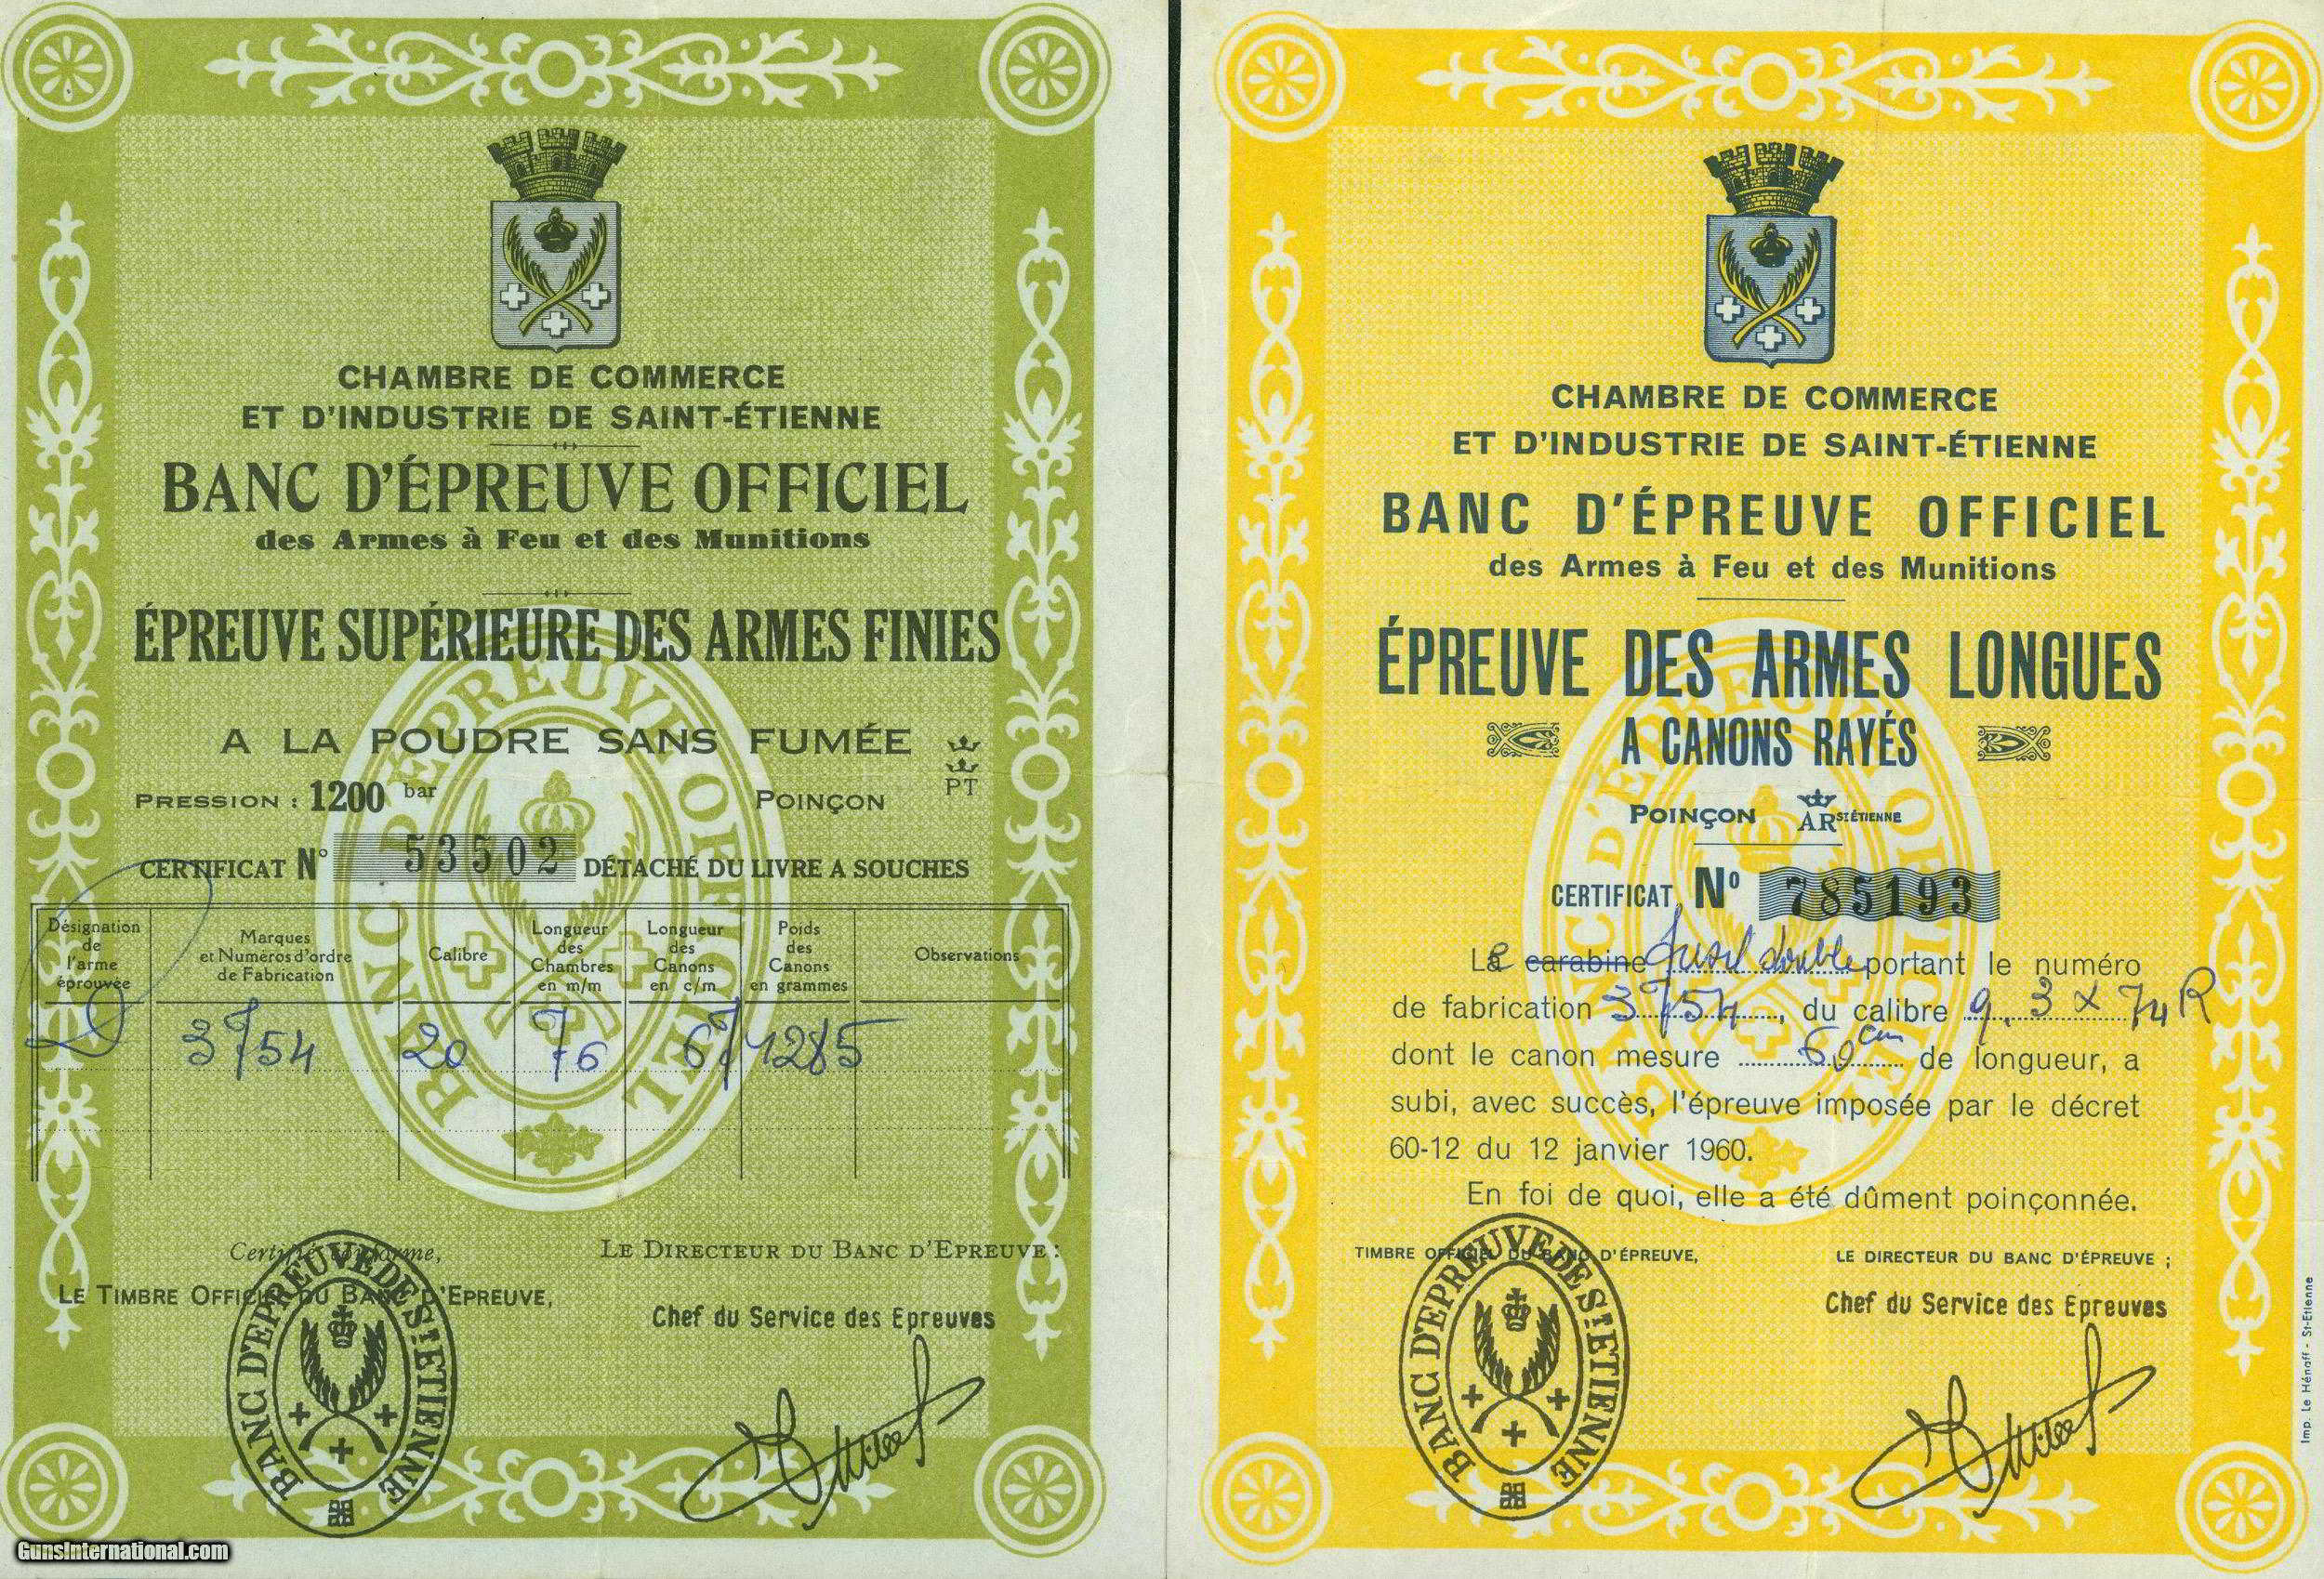 CHAMBRE DE COMMERCE
ET D'INDUSTRIE DE SAINT-ÉTIENNE
BANC D'ÉPREUVE OFFICIEL
des Armes à Feu et des Munitions
ÉPREUVE SUPÉRIEURE DES ARMES FINIES
A LA POUDRE SANS FUMÉE
PT
PRESSION : 1200 bar POINÇON
CERTIFICAT N° 53502 DÉTACHÉ DU LIVRE A SOUCHES
Désignation de l'arme éprouvée
Marques et Numéros d'ordre de Fabrication
Calibre
Longueur des Chambres en m/m
Longueur des Canons en c/m
Poids des Canons en grammes
Observations
3754 20 76 67 1285
BANC D'ÉPREUVE OFFICIEL
Certifié conforme,
LE TIMBRE OFFICIEL DU BANC D'EPREUVE,
LE DIRECTEUR DU BANC D'EPREUVE :
Chef du Service des Epreuves
BANC D'EPREUVE DE ST ETIENNE
GunsInternational.com
CHAMBRE DE COMMERCE
ET D'INDUSTRIE DE SAINT-ÉTIENNE
BANC D'ÉPREUVE OFFICIEL
des Armes à Feu et des Munitions
ÉPREUVE DES ARMES LONGUES
A CANONS RAYÉS
POINÇON AR ST ÉTIENNE
CERTIFICAT N° 785193
Le carabine fusil double portant le numéro
de fabrication 3754, du calibre 9.3 x 74 R
dont le canon mesure 60 cm de longueur, a
subi, avec succès, l'épreuve imposée par le décret
60-12 du 12 janvier 1960.
En foi de quoi, elle a été dûment poinçonnée.
BANC D'ÉPREUVE OFFICIEL
TIMBRE OFFICIEL DU BANC D'ÉPREUVE,
LE DIRECTEUR DU BANC D'ÉPREUVE ;
Chef du Service des Epreuves
BANC D'EPREUVE DE ST ETIENNE
Imp. Le Hénaff - St-Etienne